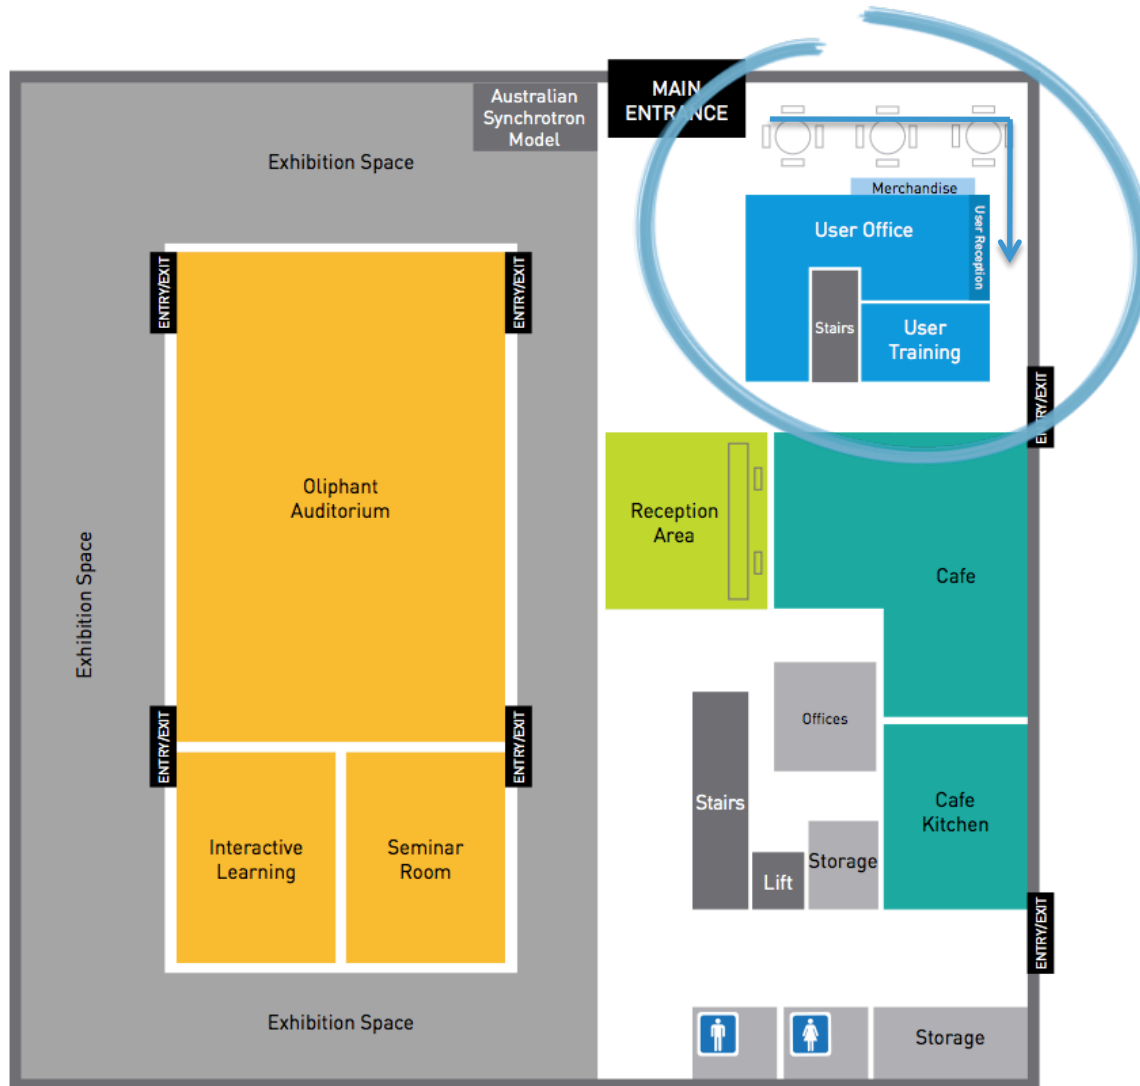 MAIN
ENTRANCE
Australian
Synchrotron
Model
Exhibition Space
Merchandise
User Office
User Reception
ENTRY/EXIT
ENTRY/EXIT
Stairs
User
Training
ENTRY/EXIT
Oliphant
Auditorium
Reception
Area
Cafe
Exhibition Space
Offices
ENTRY/EXIT
ENTRY/EXIT
Stairs
Cafe
Kitchen
Interactive
Learning
Seminar
Room
Storage
Lift
ENTRY/EXIT
Exhibition Space
Storage